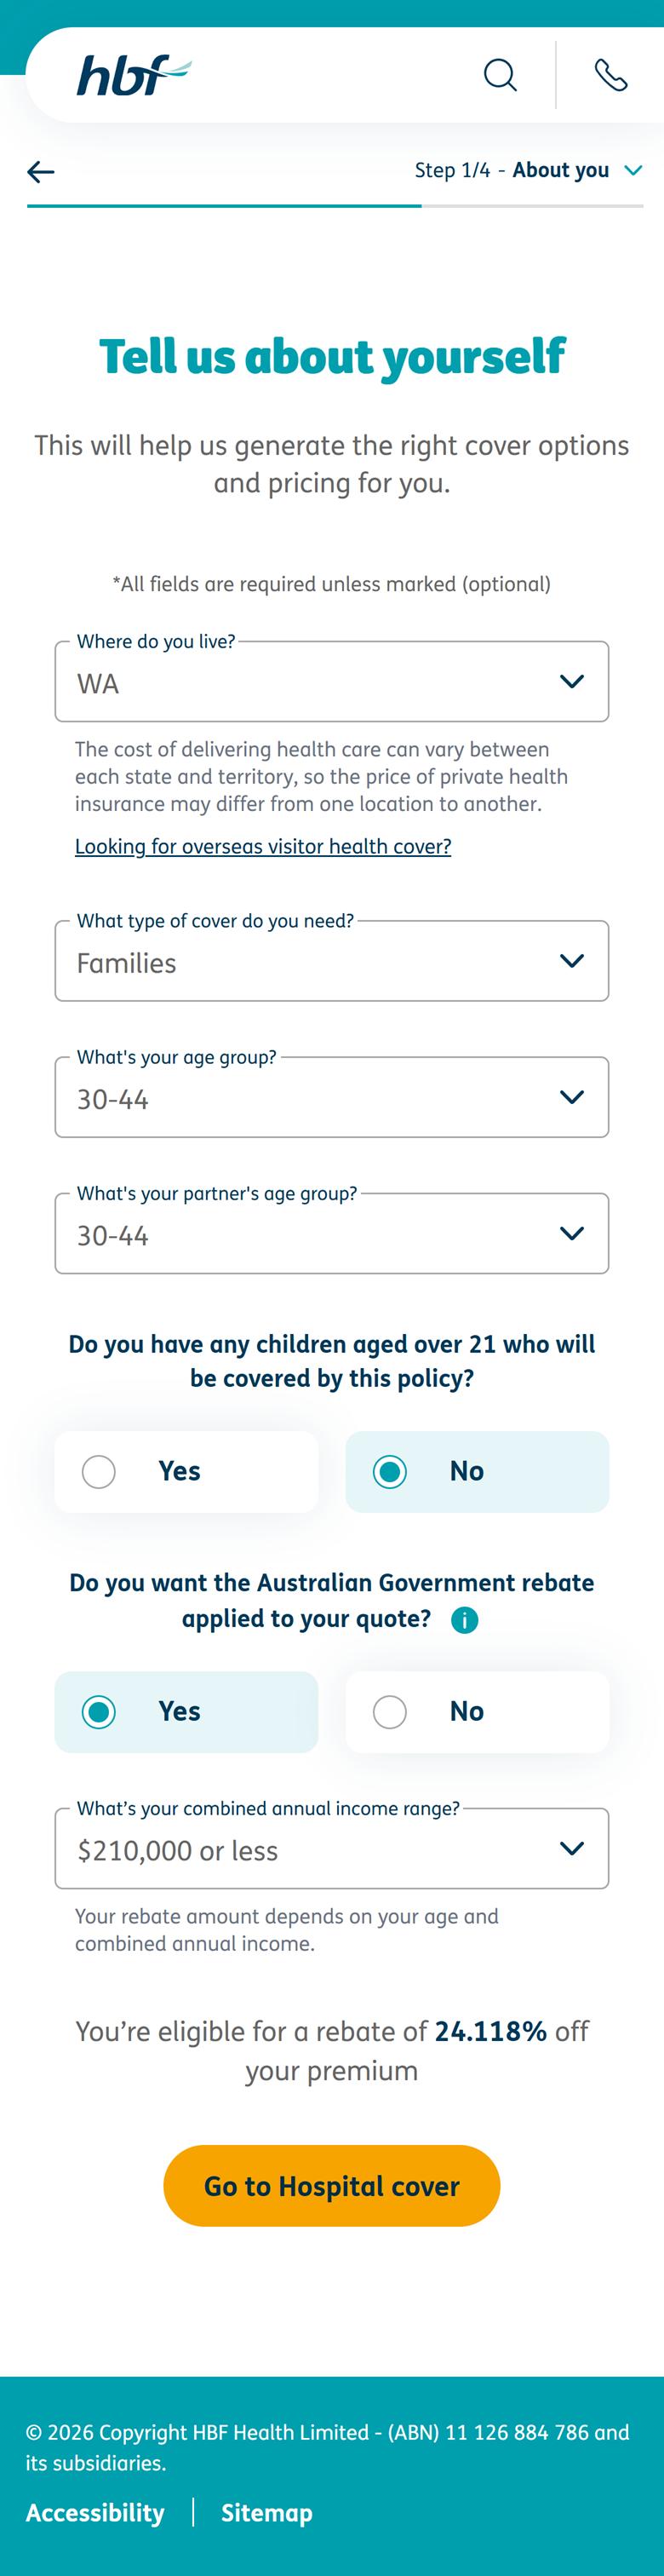 hbf
Step 1/4 - About you
Tell us about yourself
This will help us generate the right cover options
and pricing for you.
*All fields are required unless marked (optional)
Where do you live?
WA
The cost of delivering health care can vary between
each state and territory, so the price of private health
insurance may differ from one location to another.
Looking for overseas visitor health cover?
What type of cover do you need?
Families
What's your age group?
30-44
What's your partner's age group?
30-44
Do you have any children aged over 21 who will
be covered by this policy?
Yes No
Do you want the Australian Government rebate
applied to your quote? i
Yes No
What’s your combined annual income range?
$210,000 or less
Your rebate amount depends on your age and
combined annual income.
You’re eligible for a rebate of 24.118% off
your premium
Go to Hospital cover
© 2026 Copyright HBF Health Limited - (ABN) 11 126 884 786 and
its subsidiaries.
Accessibility | Sitemap